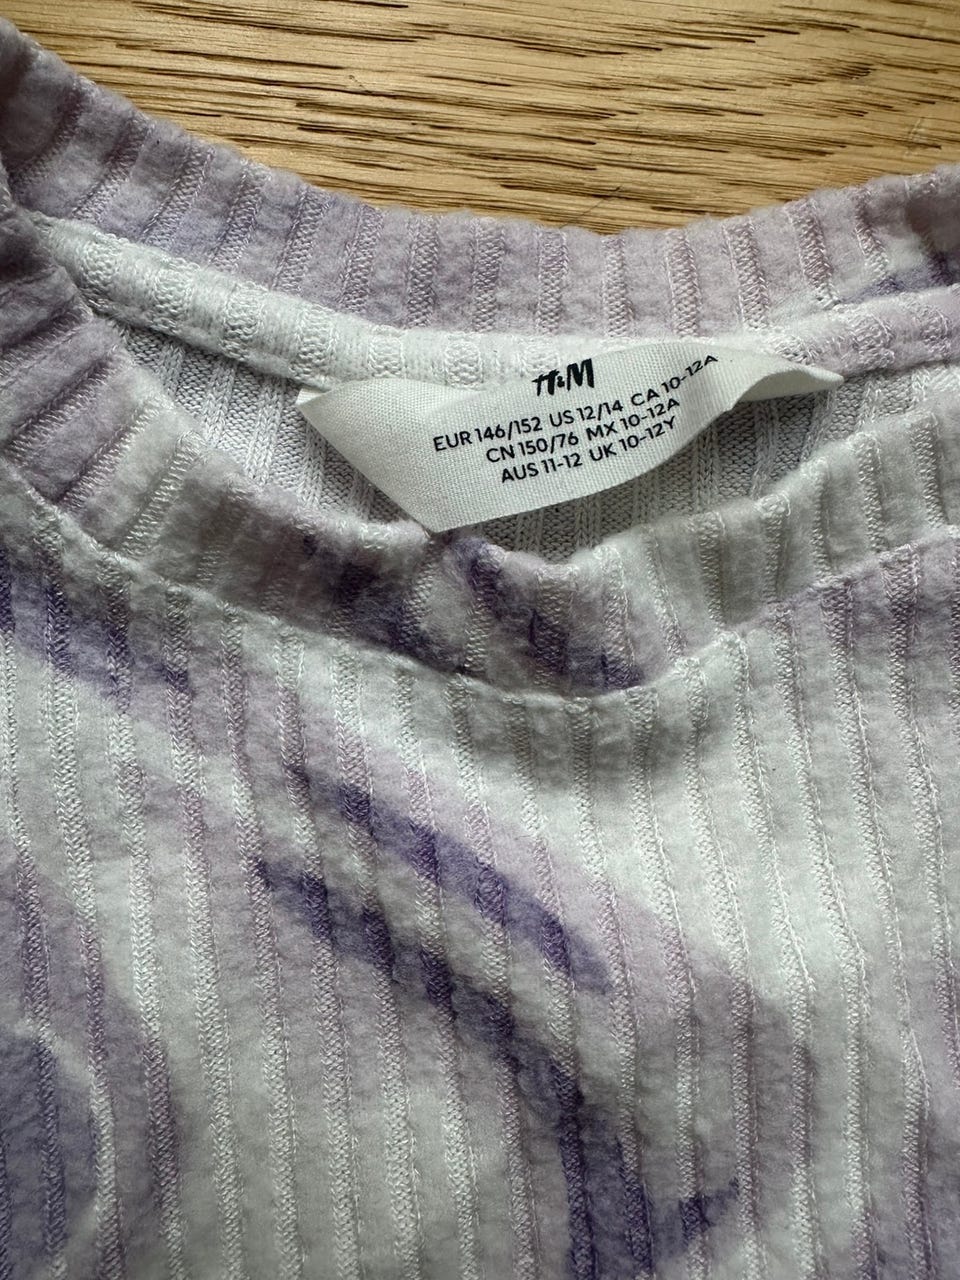 H&M
EUR 146/152 US 12/14 CA 10-12A
CN 150/76 MX 10-12A
AUS 11-12 UK 10-12Y